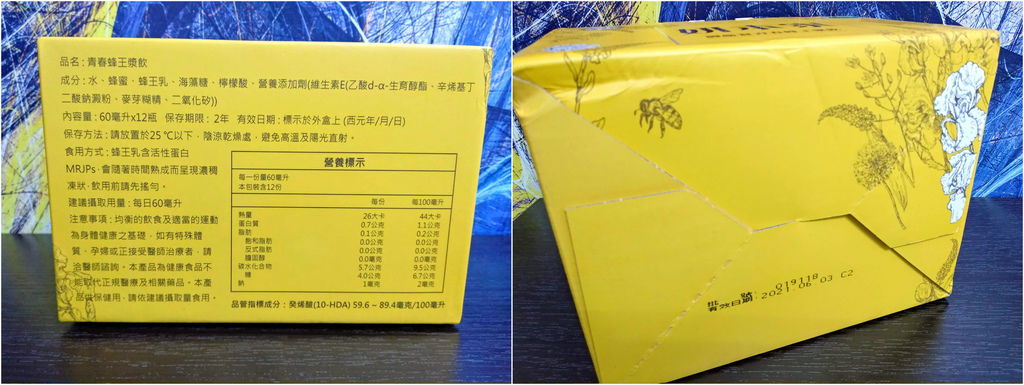 品名 : 青春蜂王漿飲
成分 : 水、蜂蜜、蜂王乳、海藻糖、檸檬酸、營養添加劑(維生素E(乙酸d-α-生育醇酯、辛烯基丁
二酸鈉澱粉、麥芽糊精、二氧化矽))
內容量 : 60毫升x12瓶 保存期限 : 2年 有效日期 : 標示於外盒上 (西元年/月/日)
保存方法 : 請放置於25℃以下，陰涼乾燥處，避免高溫及陽光直射。
食用方式 : 蜂王乳含活性蛋白
MRJPs，會隨著時間熟成而呈現濃稠
凍狀，飲用前請先搖勻。
建議攝取用量 : 每日60毫升
注意事項 : 均衡的飲食及適當的運動
為身體健康之基礎，如有特殊體
質、孕婦或正接受醫師治療者，請
洽醫師諮詢。本產品為健康食品不
能取代正規醫療及相關藥品。本產
品供保健用，請依建議攝取量食用。
營養標示
每一份量60毫升
本包裝含12份
每份 每100毫升
熱量 26大卡 44大卡
蛋白質 0.7公克 1.1公克
脂肪 0.1公克 0.2公克
飽和脂肪 0.0公克 0.0公克
反式脂肪 0.0公克 0.0公克
膽固醇 0.0毫克 0.0毫克
碳水化合物 5.7公克 9.5公克
糖 4.0公克 6.7公克
鈉 1毫克 2毫克
品管指標成分 : 癸烯酸(10-HDA) 59.6 ~ 89.4毫克/100毫升
批號 019118
有效日期 2021.06 03 C2